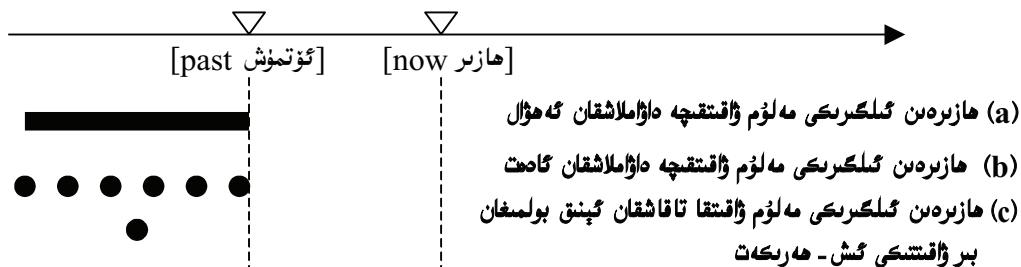 [past ئۆتمۈش]
[now ھازىر]
(a) ھازىردىن ئىلگىرىكى مەلۇم ۋاقىتقىچە داۋاملاشقان ئەھۋال
(b) ھازىردىن ئىلگىرىكى مەلۇم ۋاقىتقىچە داۋاملاشقان ئادەت
(c) ھازىردىن ئىلگىرىكى مەلۇم ۋاقىتقا تاقاشقان ئېنىق بولمىغان
بىر ۋاقىتتىكى ئىش - ھەرىكەت